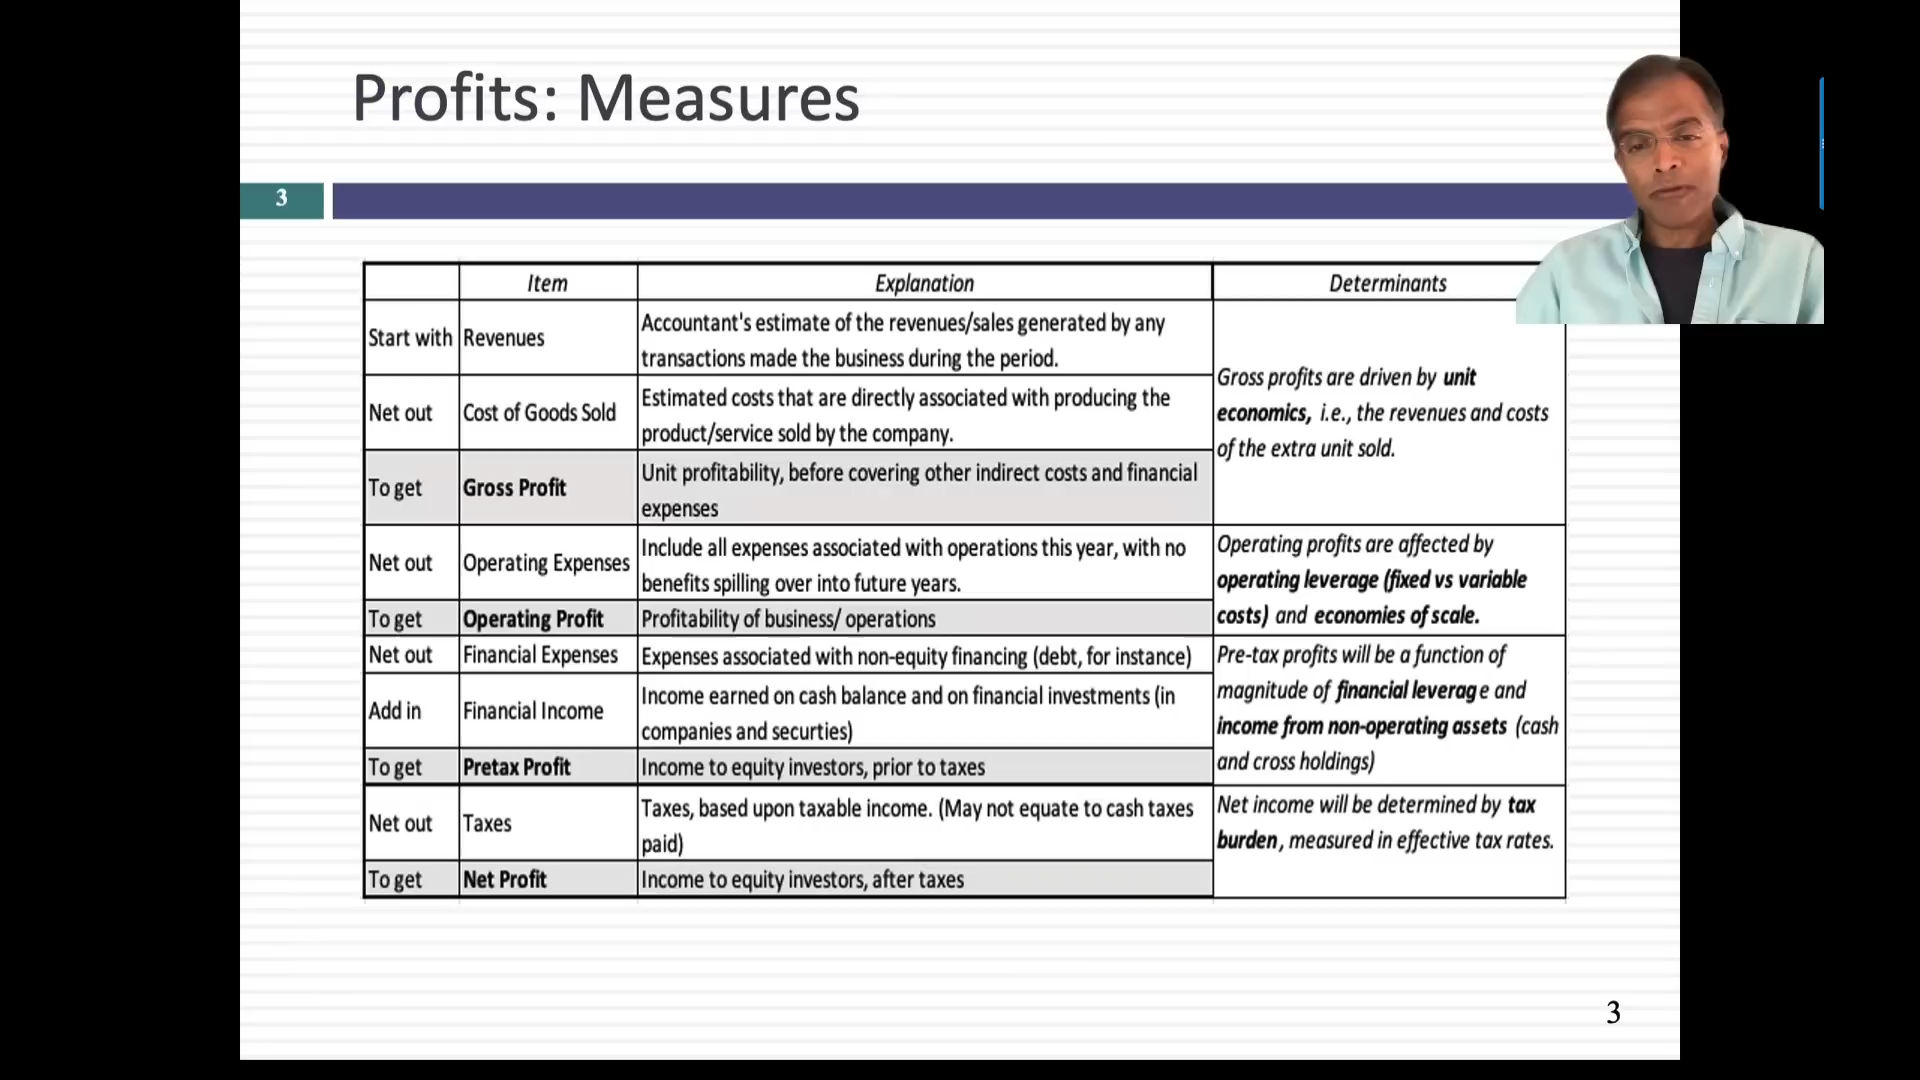 Profits: Measures
3
Item Explanation Determinants
Start with Revenues
Accountant's estimate of the revenues/sales generated by any
transactions made the business during the period.
Net out Cost of Goods Sold
Estimated costs that are directly associated with producing the
product/service sold by the company.
To get Gross Profit
Unit profitability, before covering other indirect costs and financial
expenses
Gross profits are driven by unit
economics, i.e., the revenues and costs
of the extra unit sold.
Net out Operating Expenses
Include all expenses associated with operations this year, with no
benefits spilling over into future years.
To get Operating Profit Profitability of business/ operations
Operating profits are affected by
operating leverage (fixed vs variable
costs) and economies of scale.
Net out Financial Expenses Expenses associated with non-equity financing (debt, for instance)
Add in Financial Income
Income earned on cash balance and on financial investments (in
companies and securties)
To get Pretax Profit Income to equity investors, prior to taxes
Pre-tax profits will be a function of
magnitude of financial leverage and
income from non-operating assets (cash
and cross holdings)
Net out Taxes
Taxes, based upon taxable income. (May not equate to cash taxes
paid)
To get Net Profit Income to equity investors, after taxes
Net income will be determined by tax
burden, measured in effective tax rates.
3